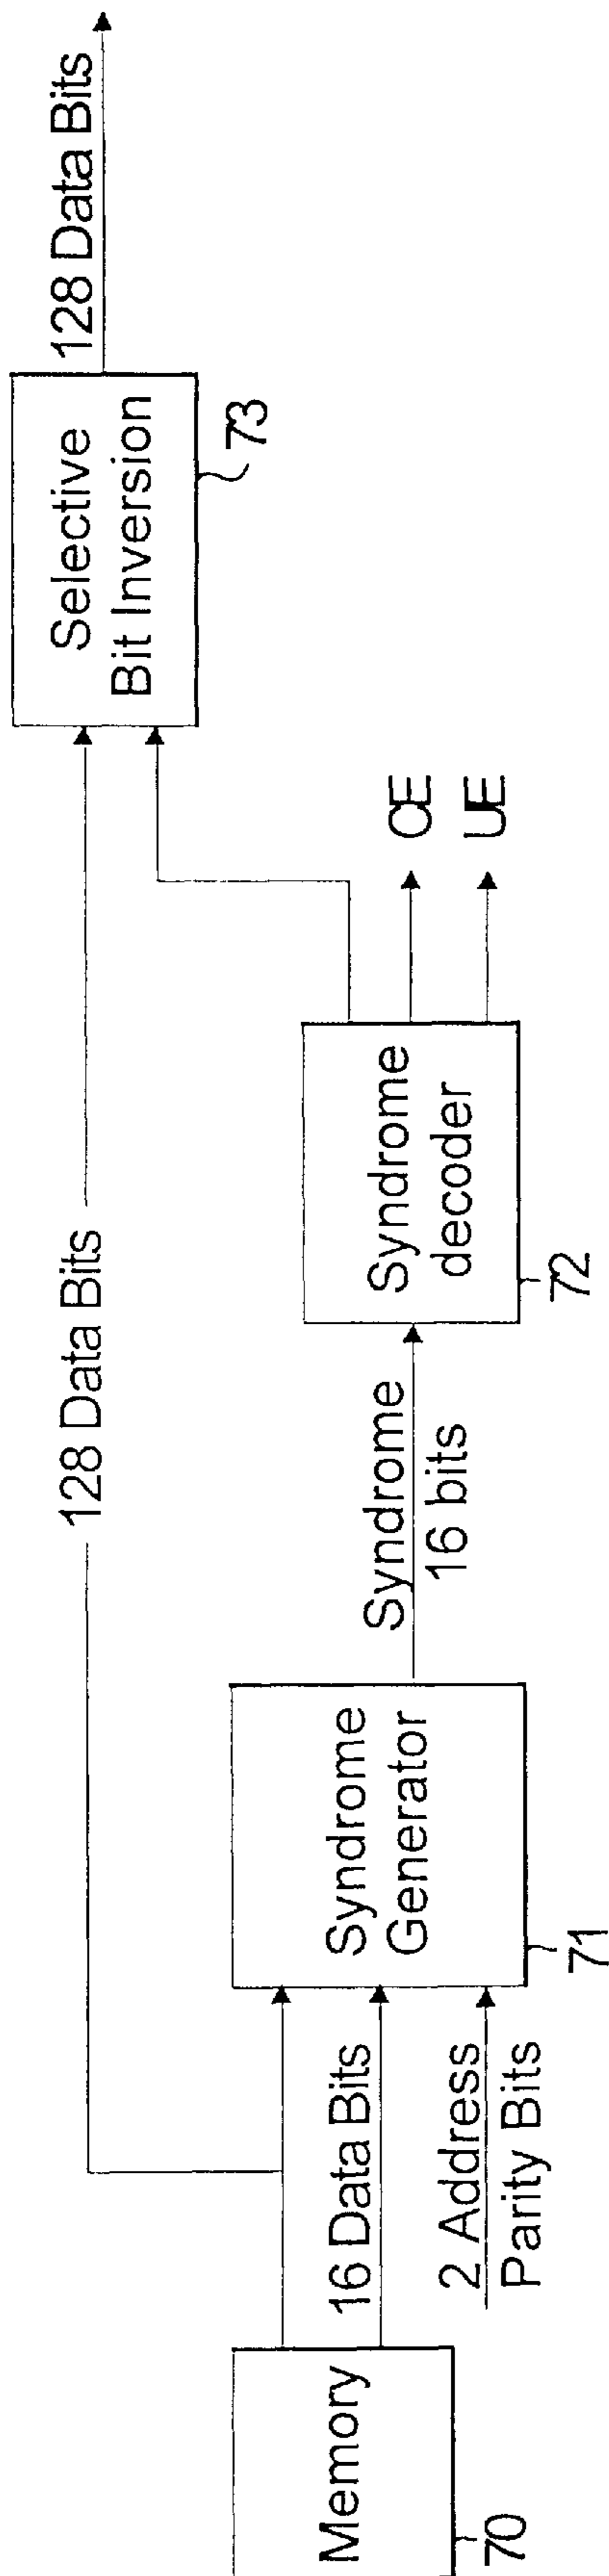 Memory
70
16 Data Bits
2 Address
Parity Bits
Syndrome
Generator
71
Syndrome
16 bits
Syndrome
decoder
72
CE
UE
128 Data Bits
Selective
Bit Inversion
73
128 Data Bits